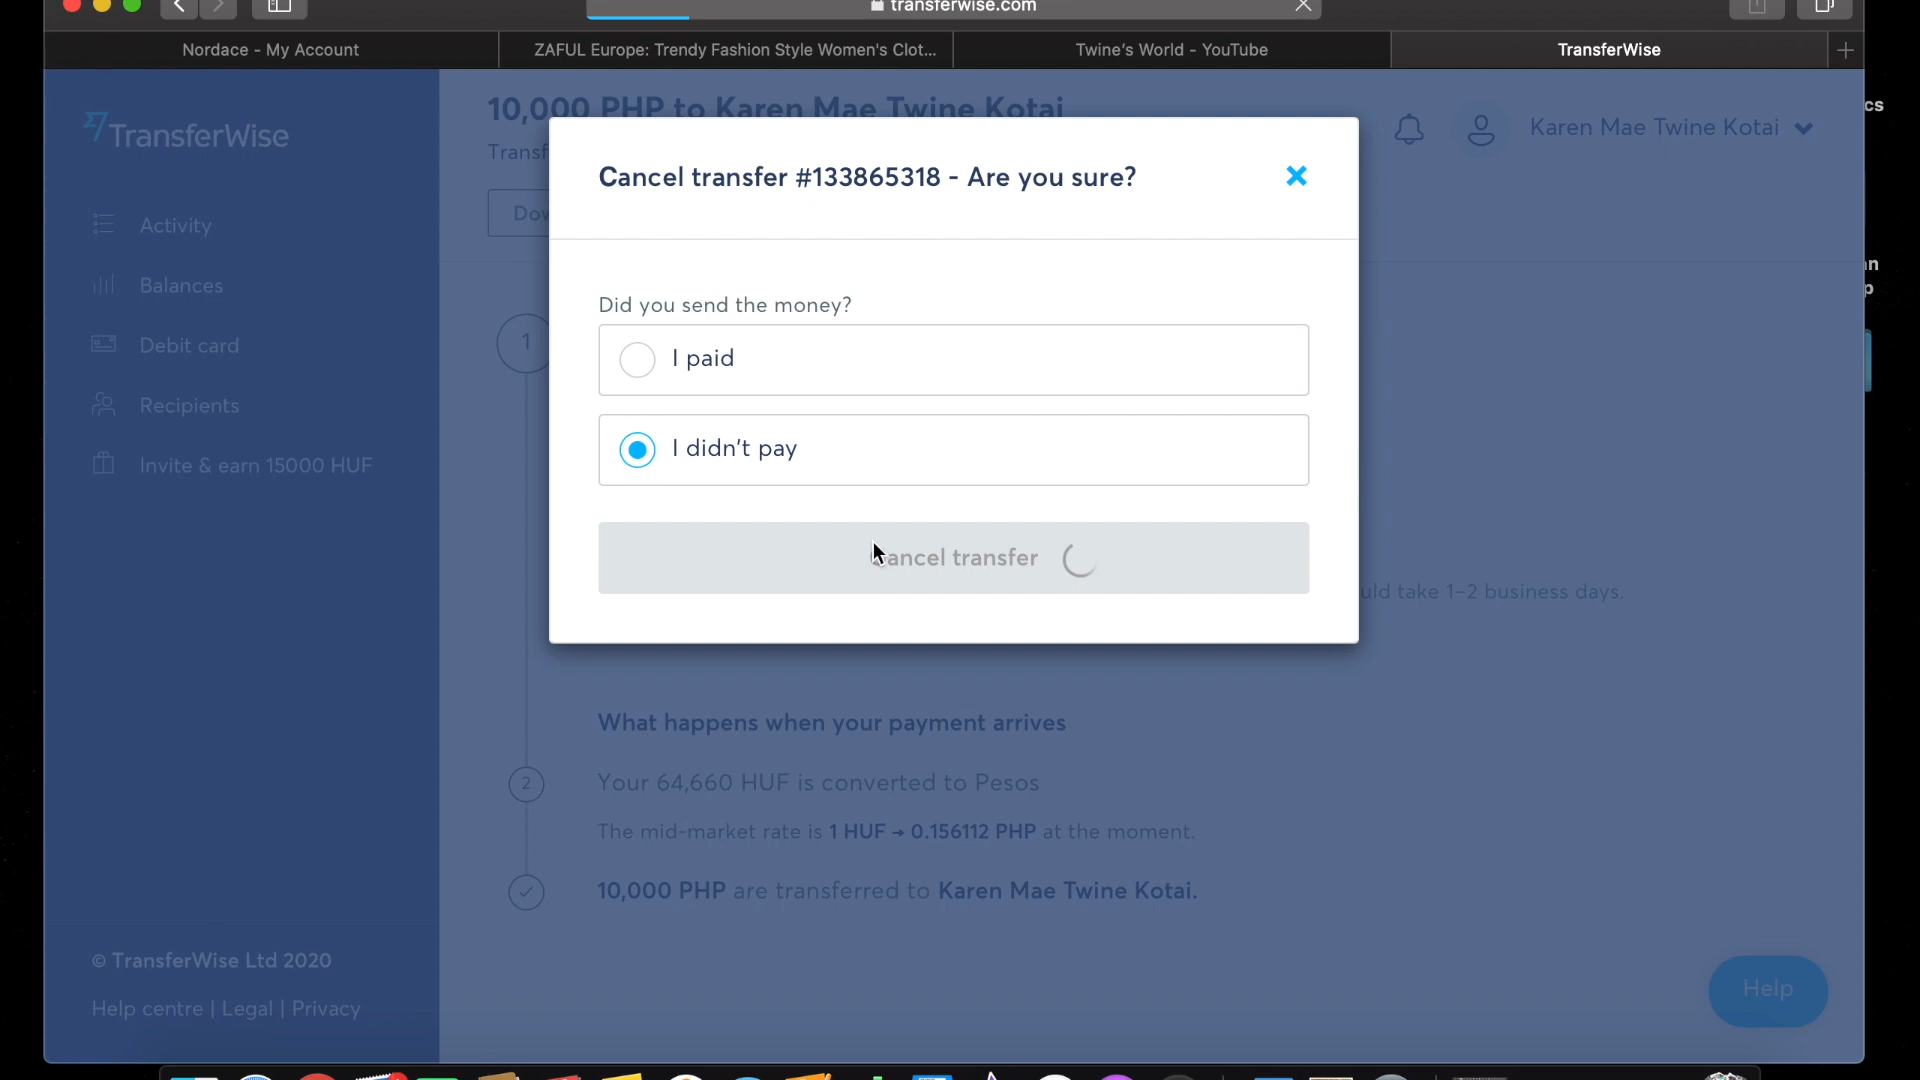 transferwise.com
Nordace - My Account
ZAFUL Europe: Trendy Fashion Style Women's Clot...
Twine's World - YouTube
TransferWise
TransferWise
10,000 PHP to Karen Mae Twine Kotai
Karen Mae Twine Kotai
Cancel transfer #133865318 - Are you sure?
Activity
Balances
Debit card
Recipients
Invite & earn 15000 HUF
1
Did you send the money?
I paid
I didn't pay
Cancel transfer
take 1-2 business days.
What happens when your payment arrives
2
Your 64,660 HUF is converted to Pesos
The mid-market rate is 1 HUF → 0.156112 PHP at the moment.
10,000 PHP are transferred to Karen Mae Twine Kotai.
© TransferWise Ltd 2020
Help centre | Legal | Privacy
Help